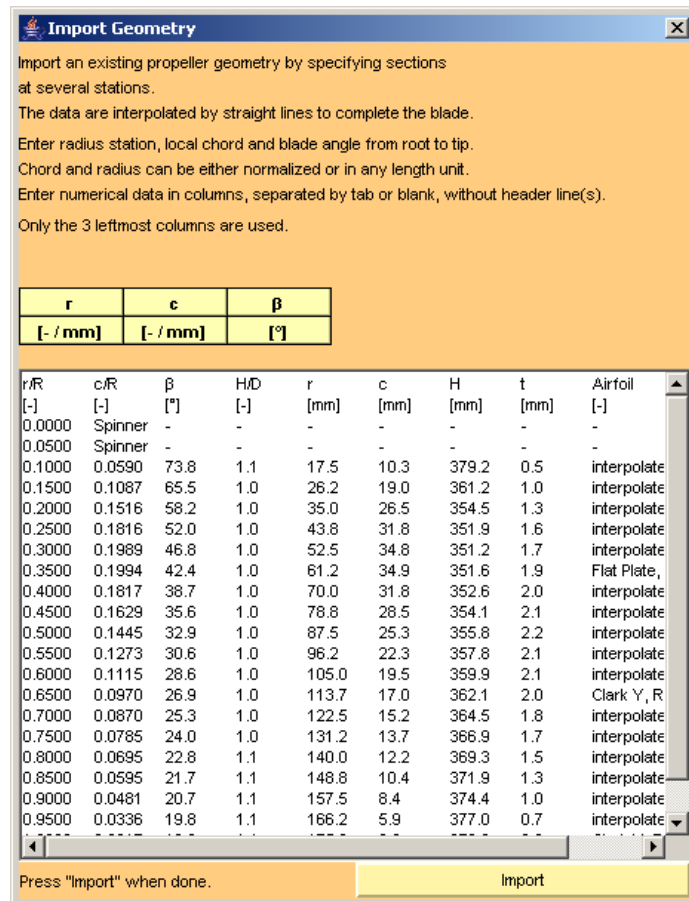 Import Geometry
Import an existing propeller geometry by specifying sections
at several stations.
The data are interpolated by straight lines to complete the blade.
Enter radius station, local chord and blade angle from root to tip.
Chord and radius can be either normalized or in any length unit.
Enter numerical data in columns, separated by tab or blank, without header line(s).
Only the 3 leftmost columns are used.
r c β
[- / mm] [- / mm] [°]
r/R c/R β H/D r c H t Airfoil
[-] [-] [°] [-] [mm] [mm] [mm] [mm] [-]
0.0000 Spinner - - - - - - -
0.0500 Spinner - - - - - - -
0.1000 0.0590 73.8 1.1 17.5 10.3 379.2 0.5 interpolate
0.1500 0.1087 65.5 1.0 26.2 19.0 361.2 1.0 interpolate
0.2000 0.1516 58.2 1.0 35.0 26.5 354.5 1.3 interpolate
0.2500 0.1816 52.0 1.0 43.8 31.8 351.9 1.6 interpolate
0.3000 0.1989 46.8 1.0 52.5 34.8 351.2 1.7 interpolate
0.3500 0.1994 42.4 1.0 61.2 34.9 351.6 1.9 Flat Plate,
0.4000 0.1817 38.7 1.0 70.0 31.8 352.6 2.0 interpolate
0.4500 0.1629 35.6 1.0 78.8 28.5 354.1 2.1 interpolate
0.5000 0.1445 32.9 1.0 87.5 25.3 355.8 2.2 interpolate
0.5500 0.1273 30.6 1.0 96.2 22.3 357.8 2.1 interpolate
0.6000 0.1115 28.6 1.0 105.0 19.5 359.9 2.1 interpolate
0.6500 0.0970 26.9 1.0 113.7 17.0 362.1 2.0 Clark Y, R
0.7000 0.0870 25.3 1.0 122.5 15.2 364.5 1.8 interpolate
0.7500 0.0785 24.0 1.0 131.2 13.7 366.9 1.7 interpolate
0.8000 0.0695 22.8 1.1 140.0 12.2 369.3 1.5 interpolate
0.8500 0.0595 21.7 1.1 148.8 10.4 371.9 1.3 interpolate
0.9000 0.0481 20.7 1.1 157.5 8.4 374.4 1.0 interpolate
0.9500 0.0336 19.8 1.1 166.2 5.9 377.0 0.7 interpolate
Press "Import" when done. Import